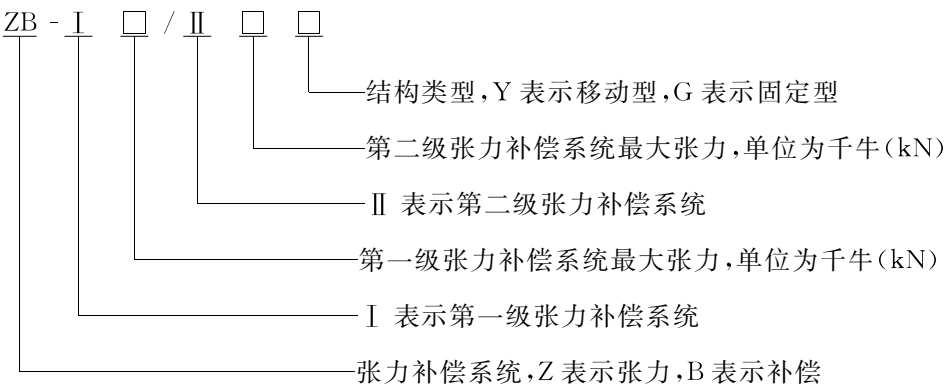 ZB-Ⅰ□/Ⅱ□□
结构类型,Y 表示移动型,G 表示固定型
第二级张力补偿系统最大张力,单位为千牛(kN)
Ⅱ 表示第二级张力补偿系统
第一级张力补偿系统最大张力,单位为千牛(kN)
Ⅰ 表示第一级张力补偿系统
张力补偿系统,Z 表示张力,B 表示补偿